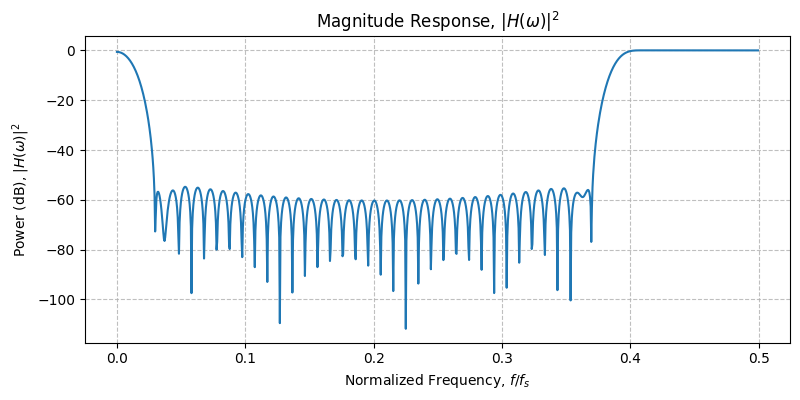 Magnitude Response, |H(ω)|²
Power (dB), |H(ω)|²
0
−20
−40
−60
−80
−100
0.0 0.1 0.2 0.3 0.4 0.5
Normalized Frequency, f/fₛ